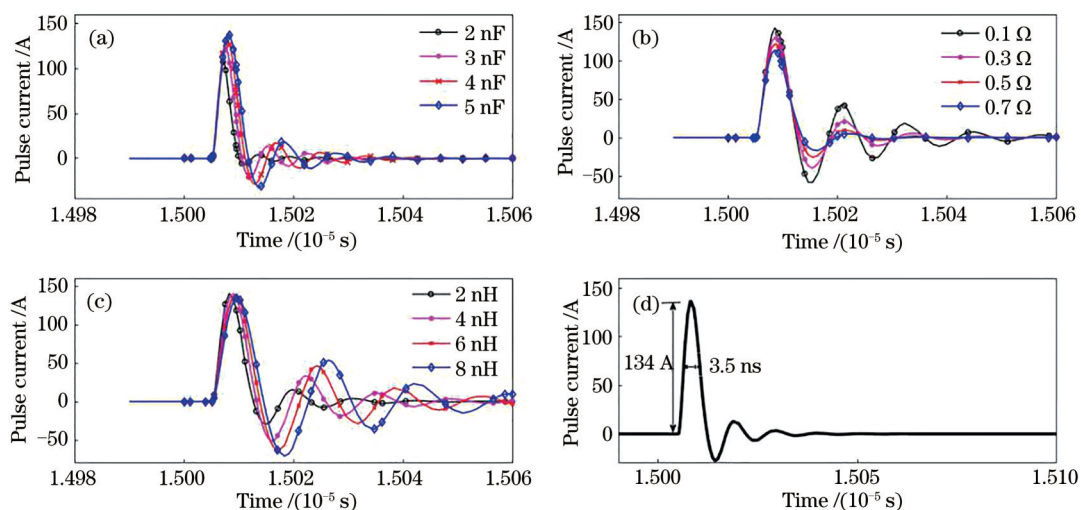 (a)
2 nF
3 nF
4 nF
5 nF
150
100
50
0
Pulse current /A
1.498 1.500 1.502 1.504 1.506
Time /(10⁻⁵ s)
(b)
0.1 Ω
0.3 Ω
0.5 Ω
0.7 Ω
150
100
50
0
−50
Pulse current /A
1.498 1.500 1.502 1.504 1.506
Time /(10⁻⁵ s)
(c)
2 nH
4 nH
6 nH
8 nH
150
100
50
0
−50
Pulse current /A
1.498 1.500 1.502 1.504 1.506
Time /(10⁻⁵ s)
(d)
134 A
3.5 ns
150
100
50
0
Pulse current /A
1.500 1.505 1.510
Time /(10⁻⁵ s)